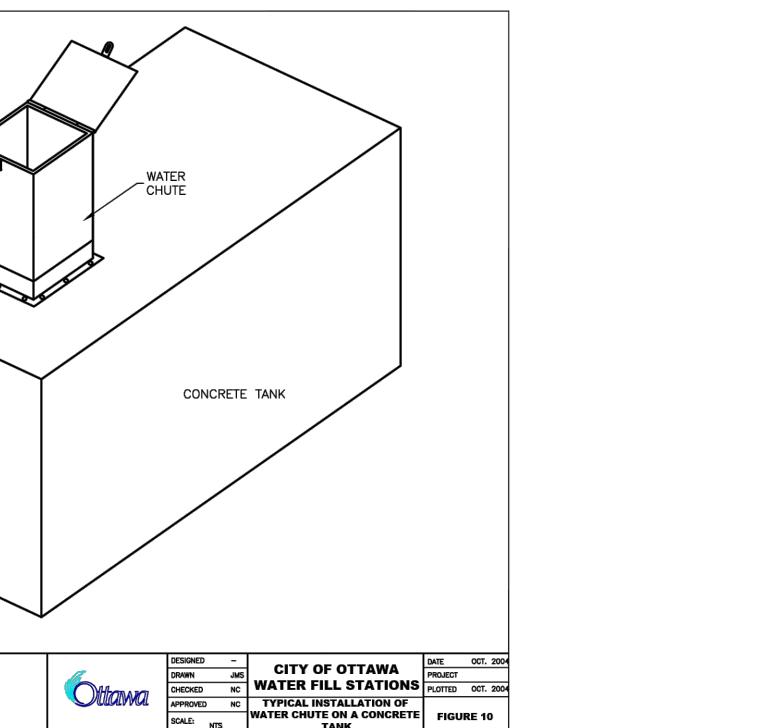 WATER
CHUTE
CONCRETE TANK
Ottawa
DESIGNED -
DRAWN JMS
CHECKED NC
APPROVED NC
SCALE: NTS
CITY OF OTTAWA
WATER FILL STATIONS
TYPICAL INSTALLATION OF
WATER CHUTE ON A CONCRETE
TANK
DATE OCT. 2004
PROJECT
PLOTTED OCT. 2004
FIGURE 10